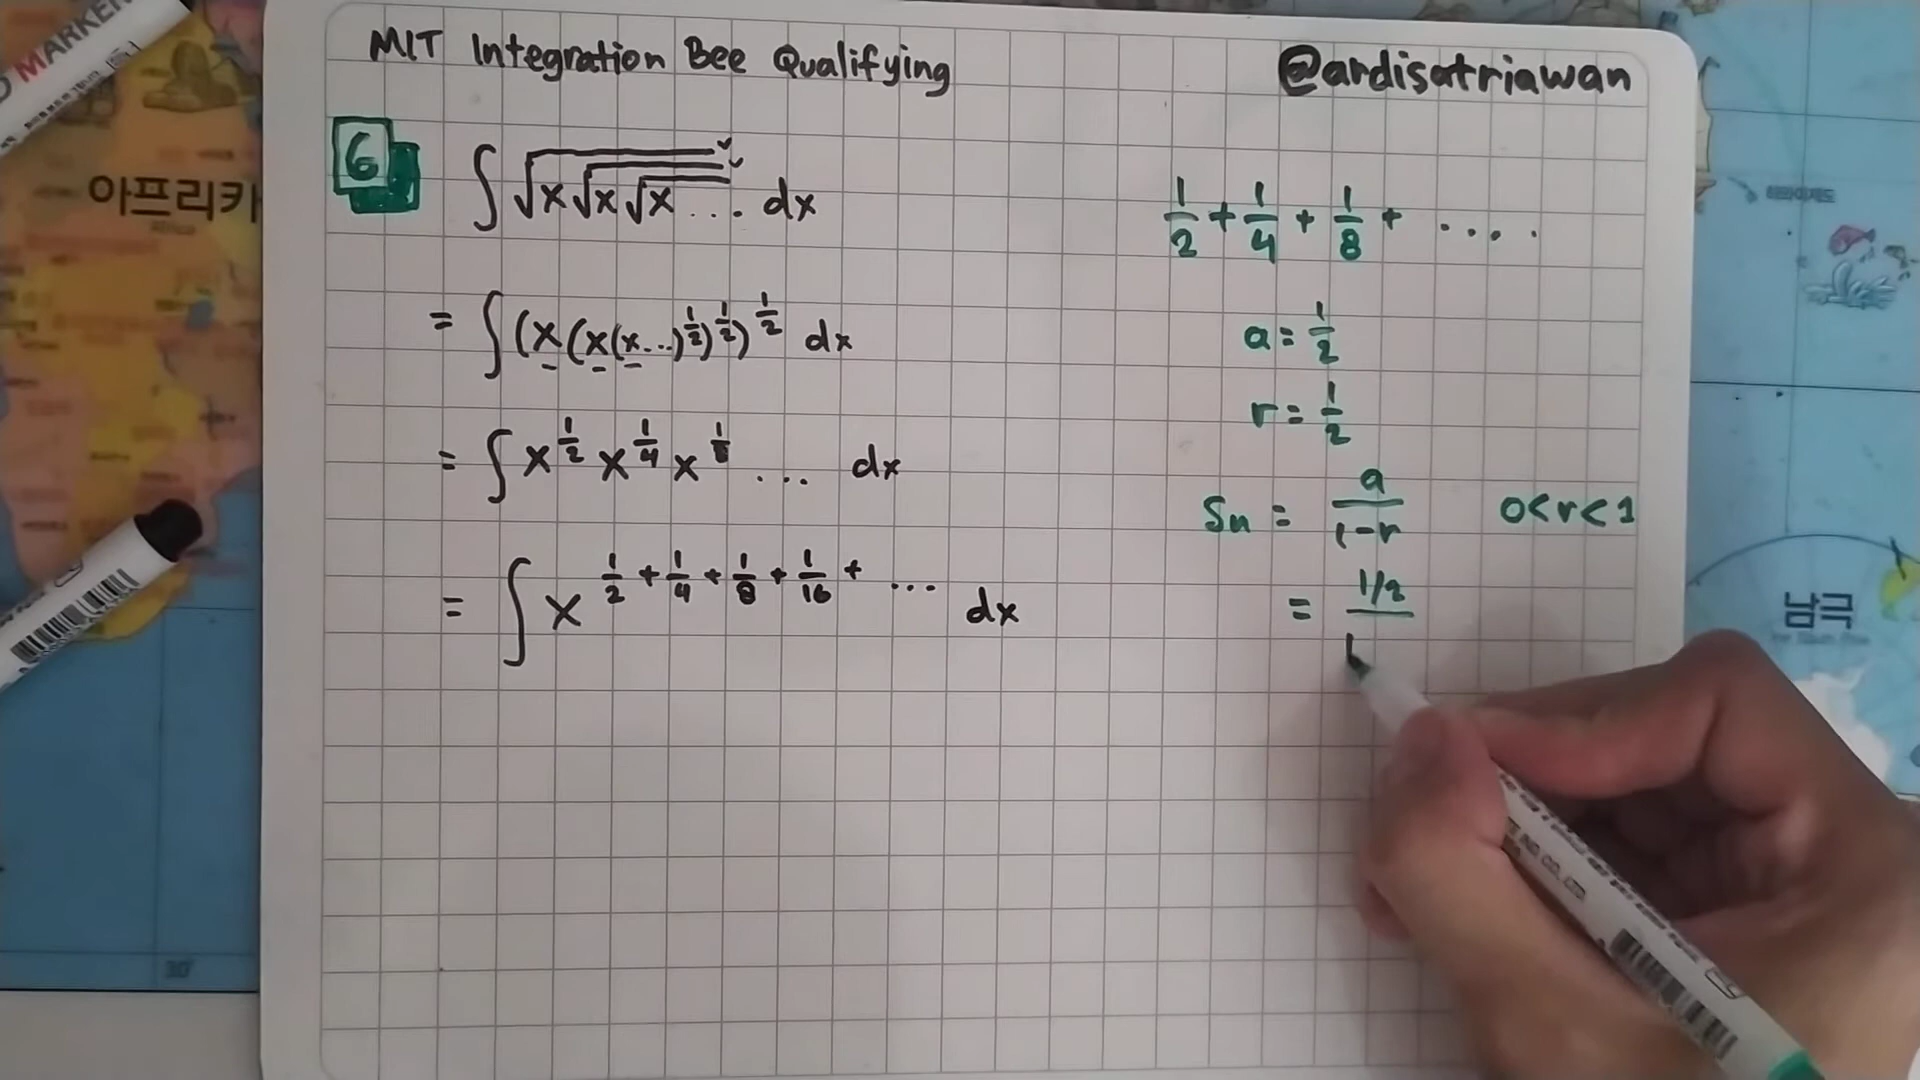 MIT Integration Bee Qualifying
@ardisatriawan
6
∫ √x√x√x... dx
= ∫ (x(x(x...)^1/2)^1/2)^1/2 dx
= ∫ x^1/2 x^1/4 x^1/8 ... dx
= ∫ x^1/2 + 1/4 + 1/8 + 1/16 + ... dx
1/2 + 1/4 + 1/8 + ....
a = 1/2
r = 1/2
Sn = a/1-r 0<r<1
= 1/2 / 1
MARKER
아프리카
남극
30